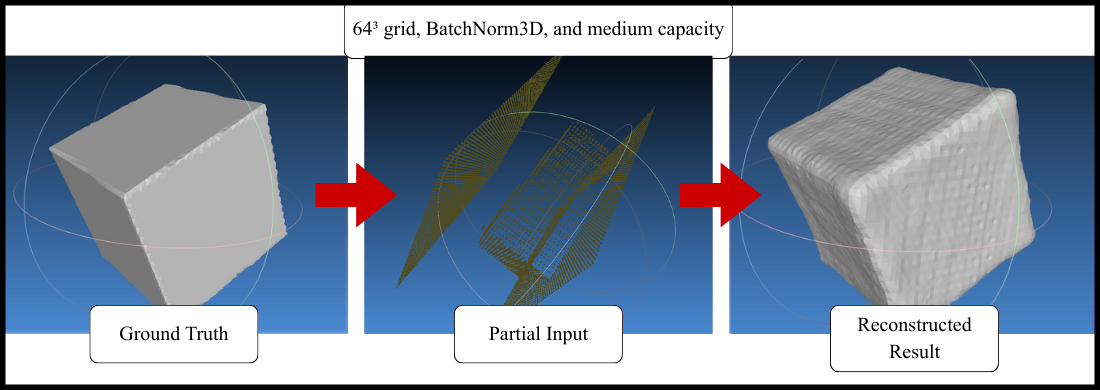 64³ grid, BatchNorm3D, and medium capacity
Ground Truth
Partial Input
Reconstructed
Result